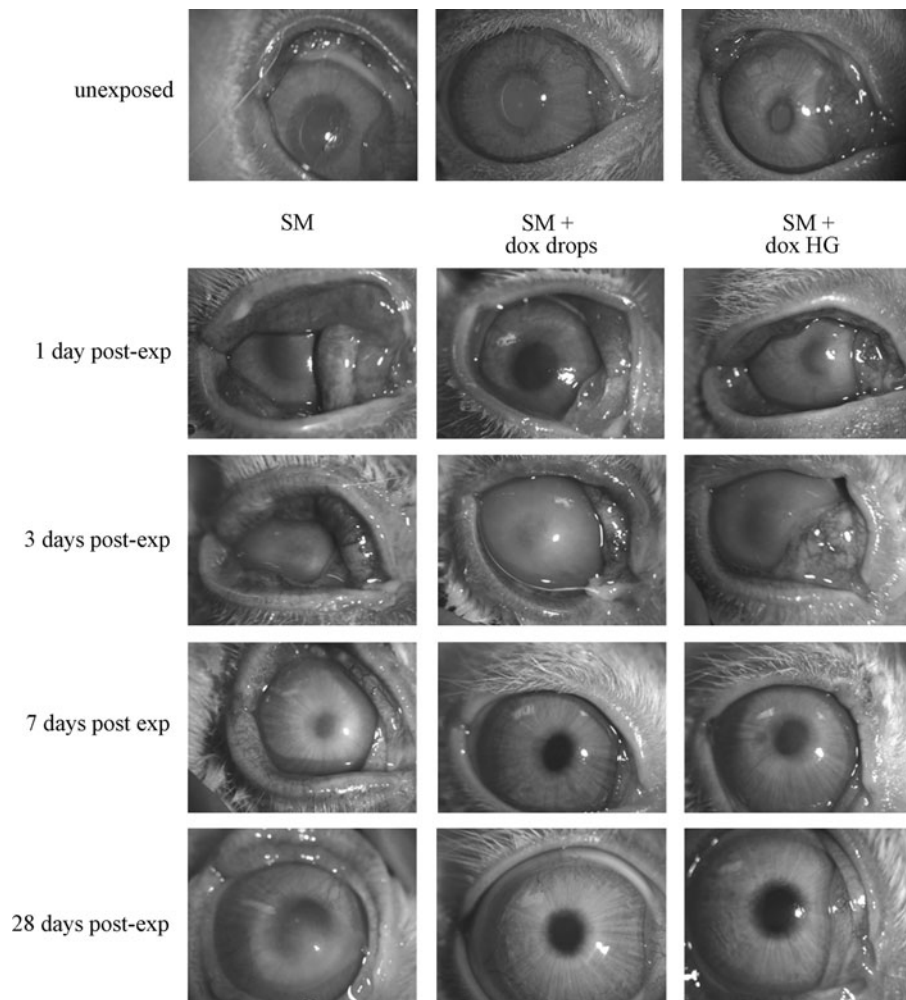 unexposed
SM
SM +
dox drops
SM +
dox HG
1 day post-exp
3 days post-exp
7 days post exp
28 days post-exp